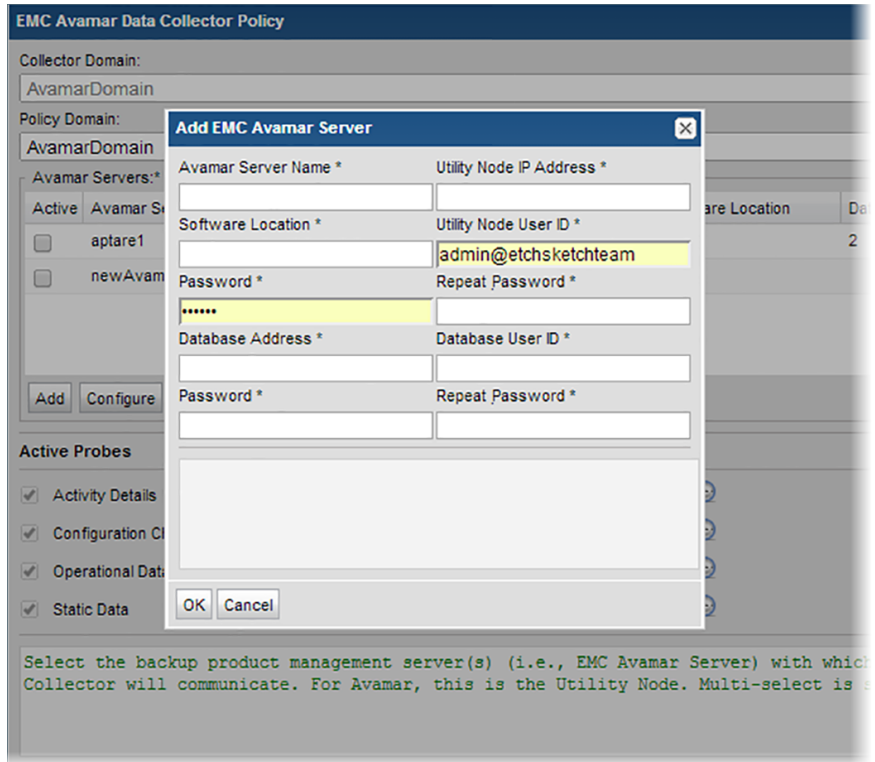 EMC Avamar Data Collector Policy
Collector Domain:
AvamarDomain
Policy Domain:
AvamarDomain
Add EMC Avamar Server
Avamar Servers:*
Active Avamar
are Location
aptare1
2
newAvam
Avamar Server Name * Utility Node IP Address *
Software Location * Utility Node User ID *
admin@etchsketchteam
Password * Repeat Password *
••••••
Database Address * Database User ID *
Password * Repeat Password *
Add Configure
Active Probes
Activity Details
Configuration
Operational
Static Data
OK Cancel
Select the backup product management server(s) (i.e., EMC Avamar Server) with which
Collector will communicate. For Avamar, this is the Utility Node. Multi-select is